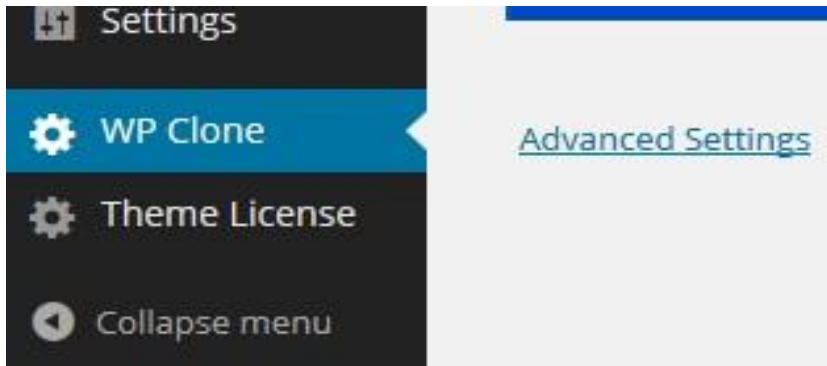 Settings
WP Clone
Advanced Settings
Theme License
Collapse menu